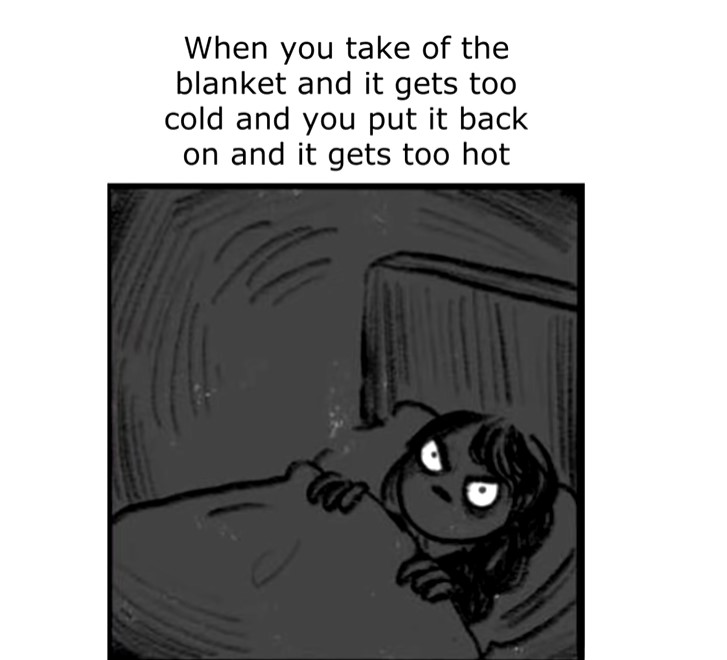 When you take of the
blanket and it gets too
cold and you put it back
on and it gets too hot